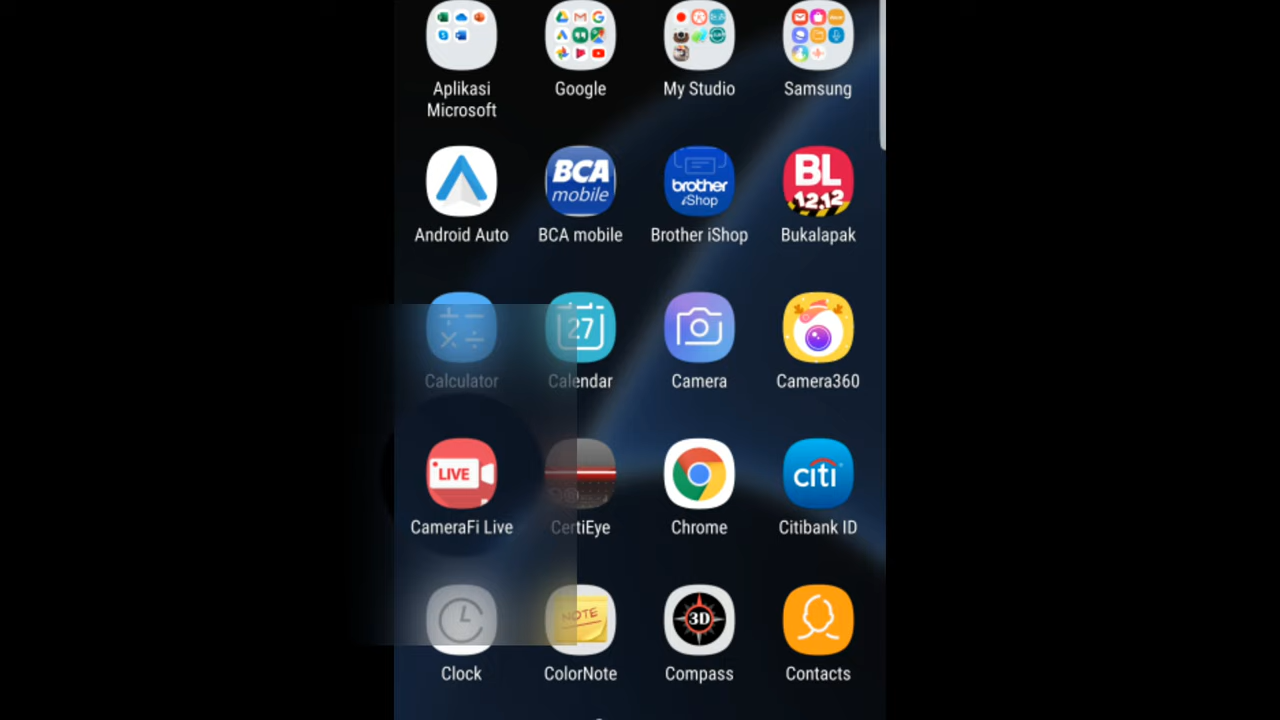 Aplikasi
Microsoft
Google
My Studio
Samsung
BCA
mobile
brother
iShop
BL
12.12
Android Auto
BCA mobile
Brother iShop
Bukalapak
27
Calculator
Calendar
Camera
Camera360
LIVE
citi
CameraFi Live
CertiEye
Chrome
Citibank ID
NOTE
3D
Clock
ColorNote
Compass
Contacts